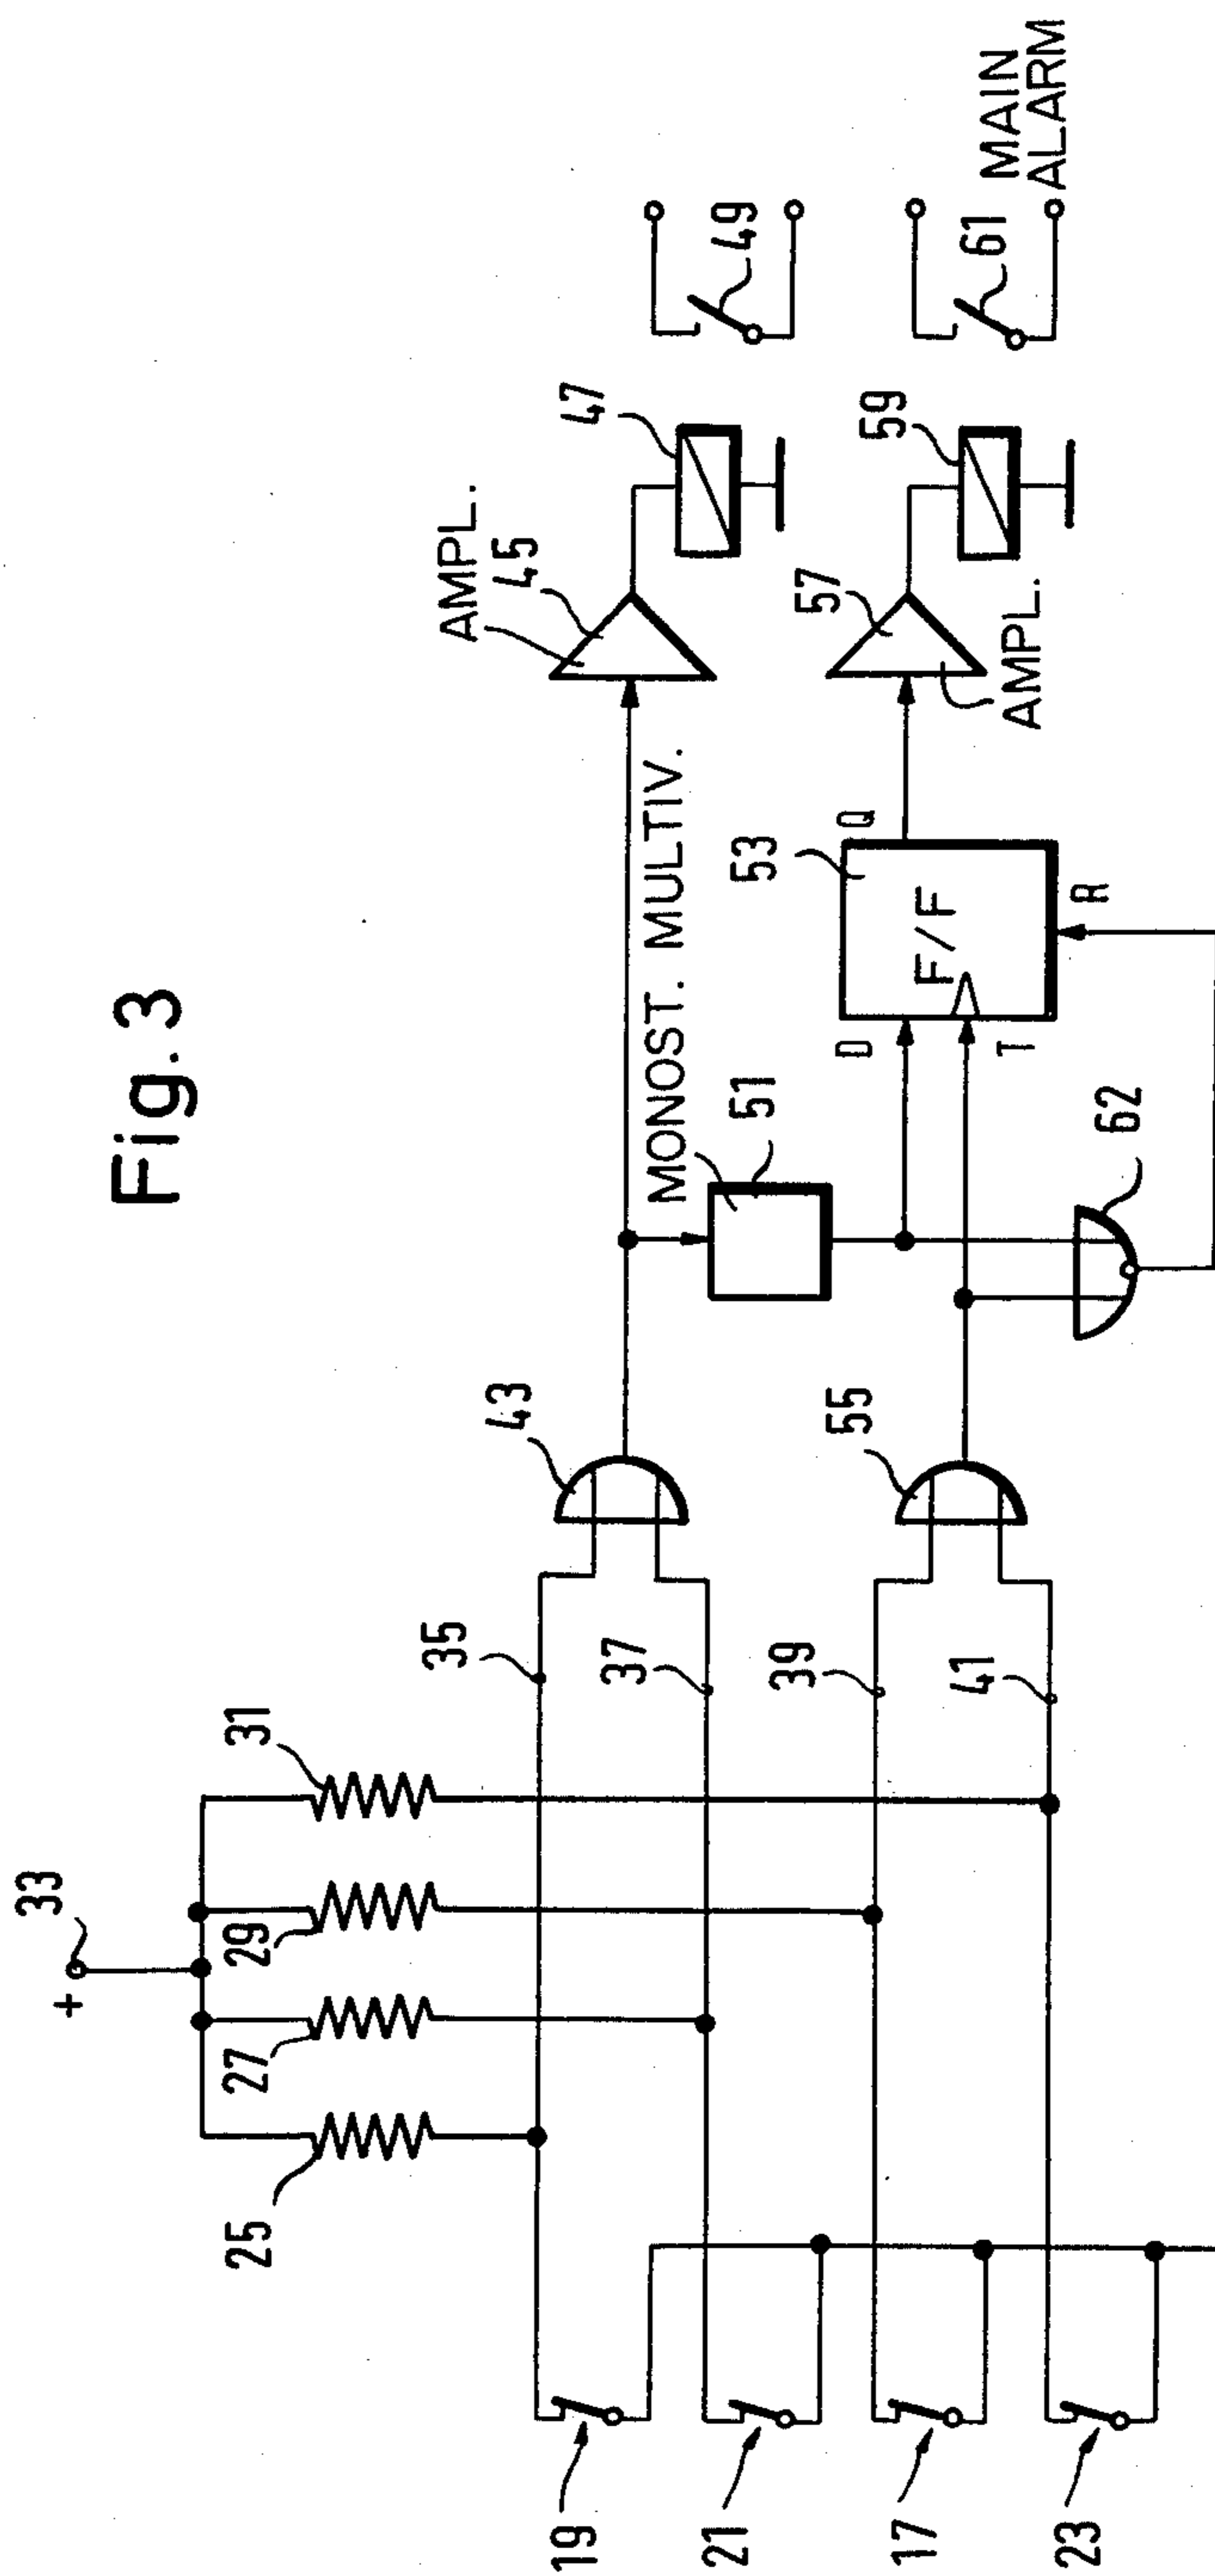 Fig. 3
33
+
25
27
29
31
35
37
39
41
43
55
AMPL.
45
47
49
MONOST. MULTIV.
51
53
F/F
D
T
Q
R
62
57
AMPL.
59
61
MAIN
ALARM
19
21
17
23